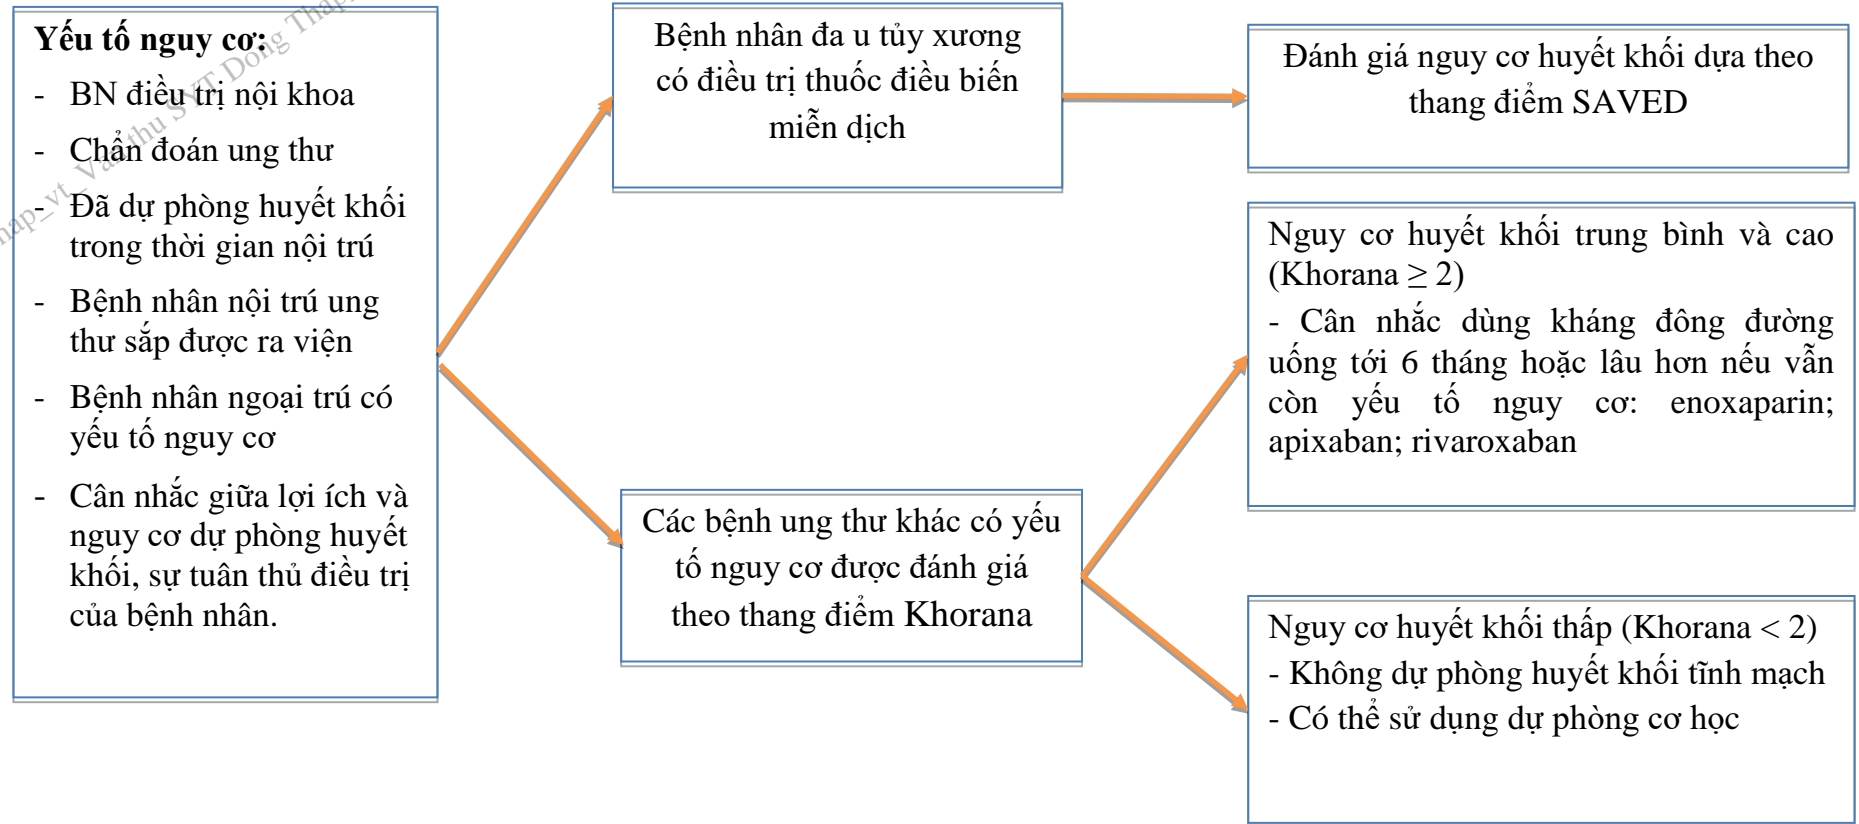 Yếu tố nguy cơ:
- BN điều trị nội khoa
- Chẩn đoán ung thư
- Đã dự phòng huyết khối
trong thời gian nội trú
- Bệnh nhân nội trú ung
thư sắp được ra viện
- Bệnh nhân ngoại trú có
yếu tố nguy cơ
- Cân nhắc giữa lợi ích và
nguy cơ dự phòng huyết
khối, sự tuân thủ điều trị
của bệnh nhân.
Bệnh nhân đa u tủy xương
có điều trị thuốc điều biến
miễn dịch
Đánh giá nguy cơ huyết khối dựa theo
thang điểm SAVED
Các bệnh ung thư khác có yếu
tố nguy cơ được đánh giá
theo thang điểm Khorana
Nguy cơ huyết khối trung bình và cao
(Khorana ≥ 2)
- Cân nhắc dùng kháng đông đường
uống tới 6 tháng hoặc lâu hơn nếu vẫn
còn yếu tố nguy cơ: enoxaparin;
apixaban; rivaroxaban
Nguy cơ huyết khối thấp (Khorana < 2)
- Không dự phòng huyết khối tĩnh mạch
- Có thể sử dụng dự phòng cơ học